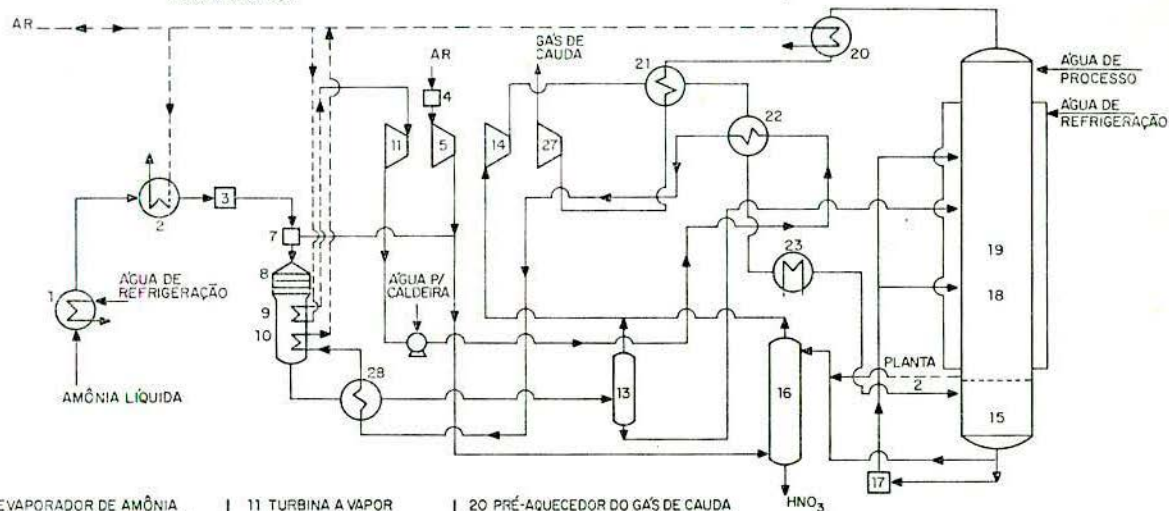 AR
20
GÁS DE
CAUDA
21
AR
ÁGUA DE
PROCESSO
4
ÁGUA DE
REFRIGERAÇÃO
22
11
5
14
27
2
3
7
8
19
23
ÁGUA DE
REFRIGERAÇÃO
ÁGUA P/
CALDEIRA
18
1
9
10
PLANTA
2
28
13
16
15
AMÔNIA LÍQUIDA
17
HNO3
EVAPORADOR DE AMÔNIA
11 TURBINA A VAPOR
20 PRÉ-AQUECEDOR DO GÁS DE CAUDA